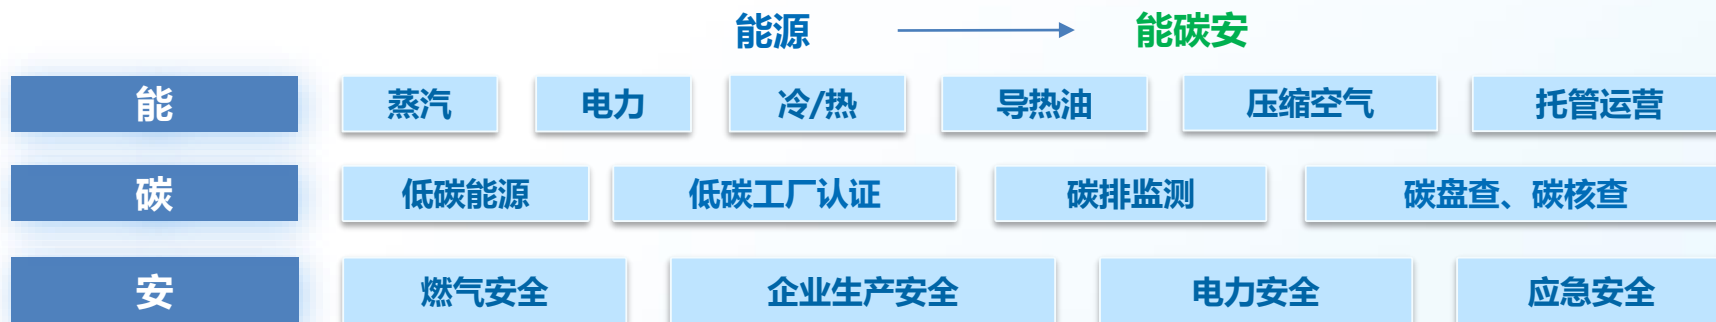 能源 能碳安
能 蒸汽 电力 冷/热 导热油 压缩空气 托管运营
碳 低碳能源 低碳工厂认证 碳排监测 碳盘查、碳核查
安 燃气安全 企业生产安全 电力安全 应急安全